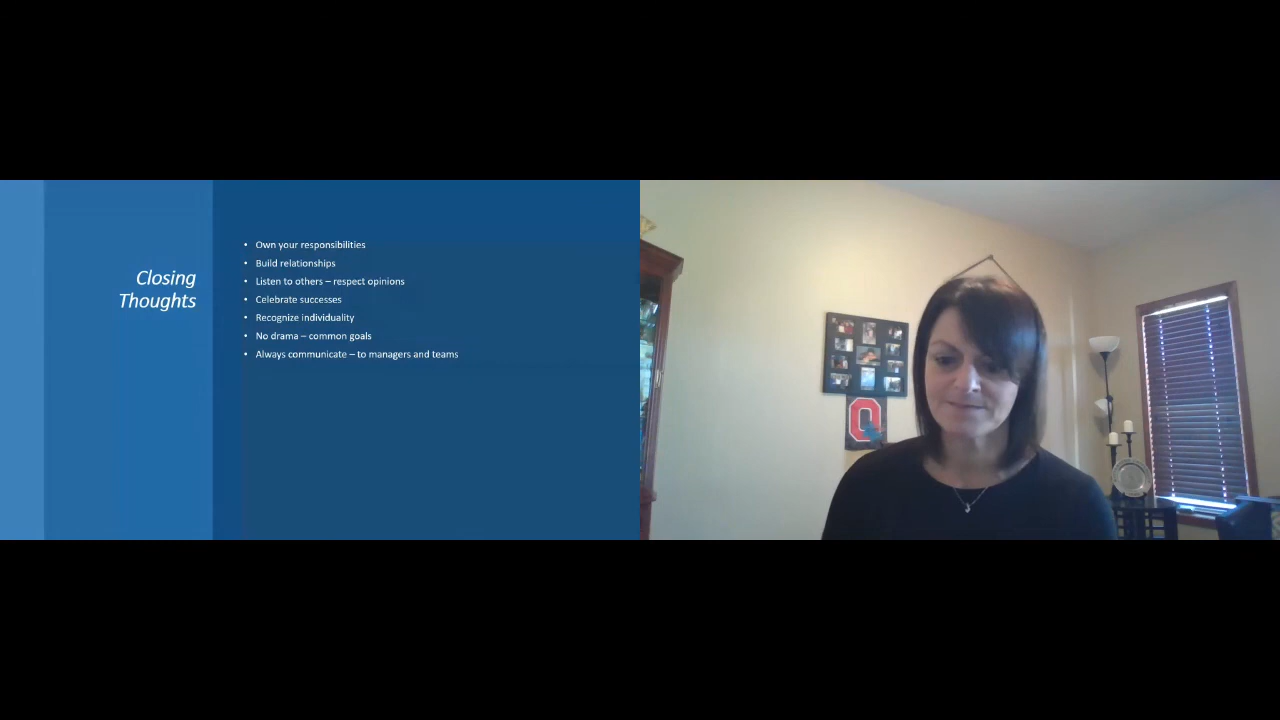 Closing
Thoughts
• Own your responsibilities
• Build relationships
• Listen to others – respect opinions
• Celebrate successes
• Recognize individuality
• No drama – common goals
• Always communicate – to managers and teams
O